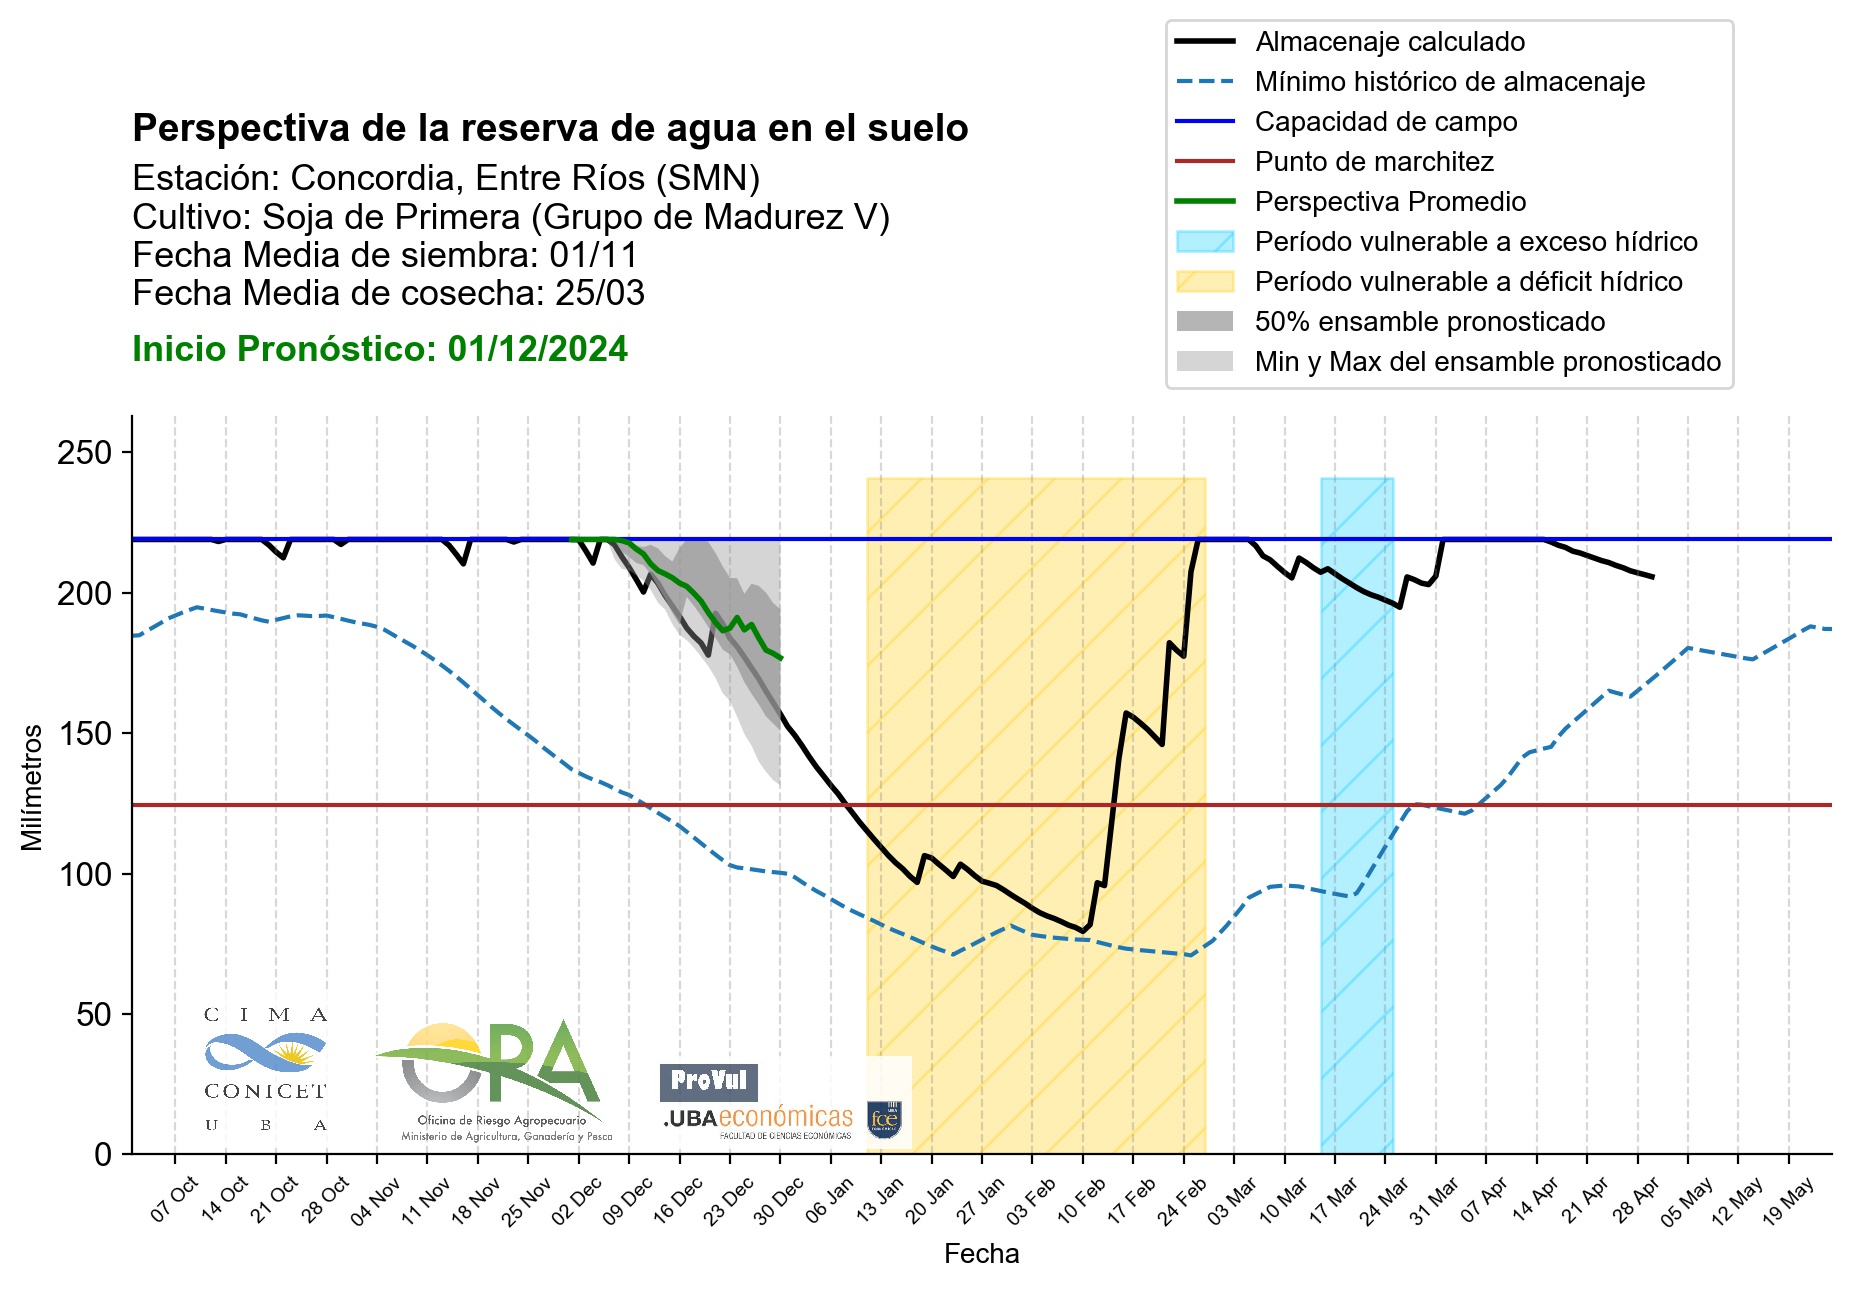 Almacenaje calculado
Mínimo histórico de almacenaje
Capacidad de campo
Punto de marchitez
Perspectiva Promedio
Período vulnerable a exceso hídrico
Período vulnerable a déficit hídrico
50% ensamble pronosticado
Min y Max del ensamble pronosticado
Perspectiva de la reserva de agua en el suelo
Estación: Concordia, Entre Ríos (SMN)
Cultivo: Soja de Primera (Grupo de Madurez V)
Fecha Media de siembra: 01/11
Fecha Media de cosecha: 25/03
Inicio Pronóstico: 01/12/2024
250
200
150
100
50
0
Milímetros
CIMA
CONICET
UBA
OPA
Oficina de Riesgo Agropecuario
Ministerio de Agricultura, Ganadería y Pesca
ProVul
.UBAeconómicas
FACULTAD DE CIENCIAS ECONÓMICAS
UBA
fce
07 Oct
14 Oct
21 Oct
28 Oct
04 Nov
11 Nov
18 Nov
25 Nov
02 Dec
09 Dec
16 Dec
23 Dec
30 Dec
06 Jan
13 Jan
20 Jan
27 Jan
03 Feb
10 Feb
17 Feb
24 Feb
03 Mar
10 Mar
17 Mar
24 Mar
31 Mar
07 Apr
14 Apr
21 Apr
28 Apr
05 May
12 May
19 May
Fecha